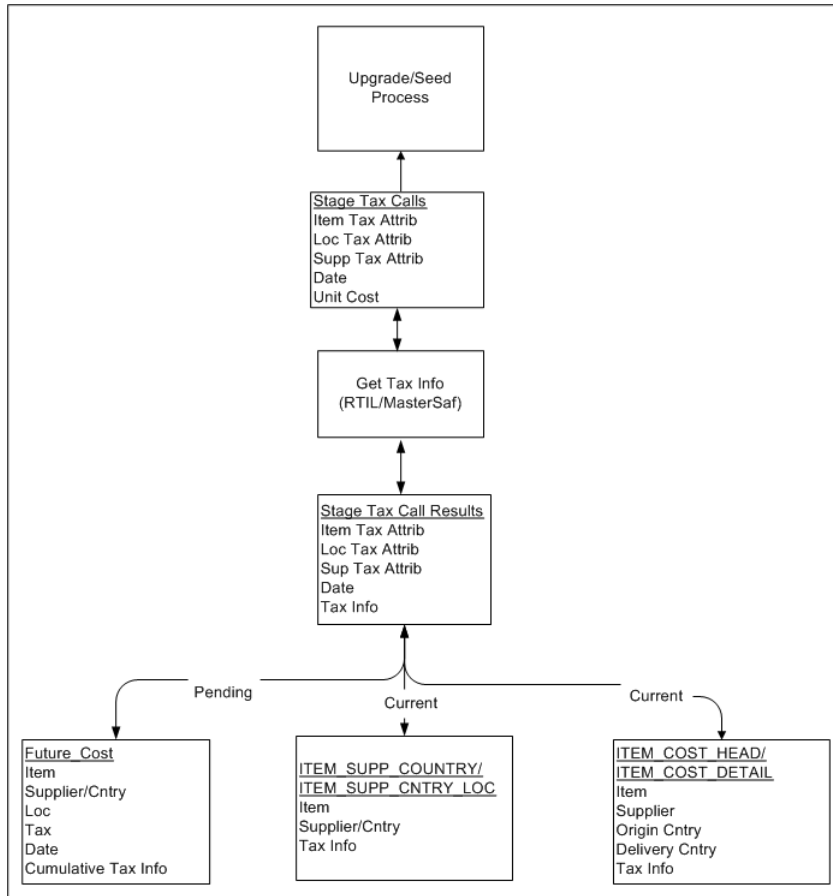 Upgrade/Seed
Process
Stage Tax Calls
Item Tax Attrib
Loc Tax Attrib
Supp Tax Attrib
Date
Unit Cost
Get Tax Info
(RTIL/MasterSaf)
Stage Tax Call Results
Item Tax Attrib
Loc Tax Attrib
Sup Tax Attrib
Date
Tax Info
Pending
Current
Current
Future_Cost
Item
Supplier/Cntry
Loc
Tax
Date
Cumulative Tax Info
ITEM_SUPP_COUNTRY/
ITEM_SUPP_CNTRY_LOC
Item
Supplier/Cntry
Tax Info
ITEM_COST_HEAD/
ITEM_COST_DETAIL
Item
Supplier
Origin Cntry
Delivery Cntry
Tax Info